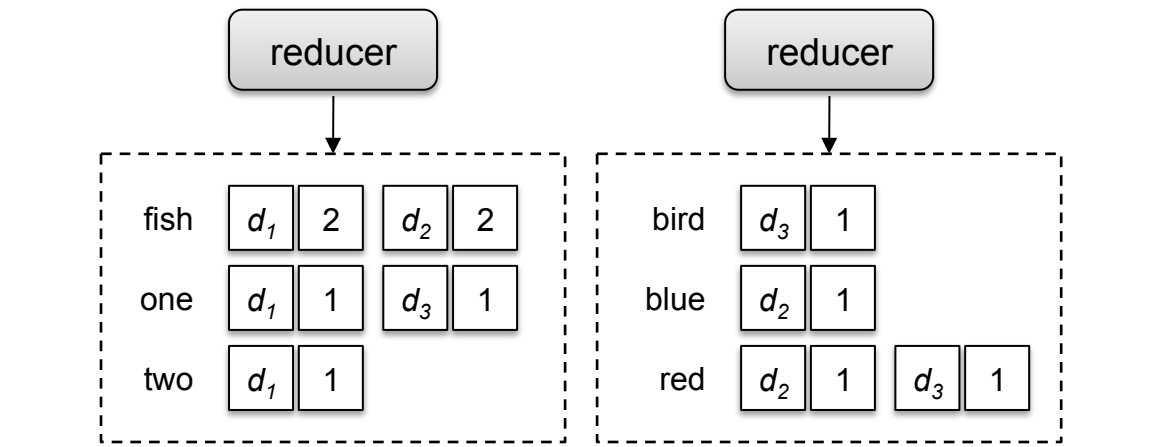 reducer
fish d1 2 d2 2
one d1 1 d3 1
two d1 1
reducer
bird d3 1
blue d2 1
red d2 1 d3 1